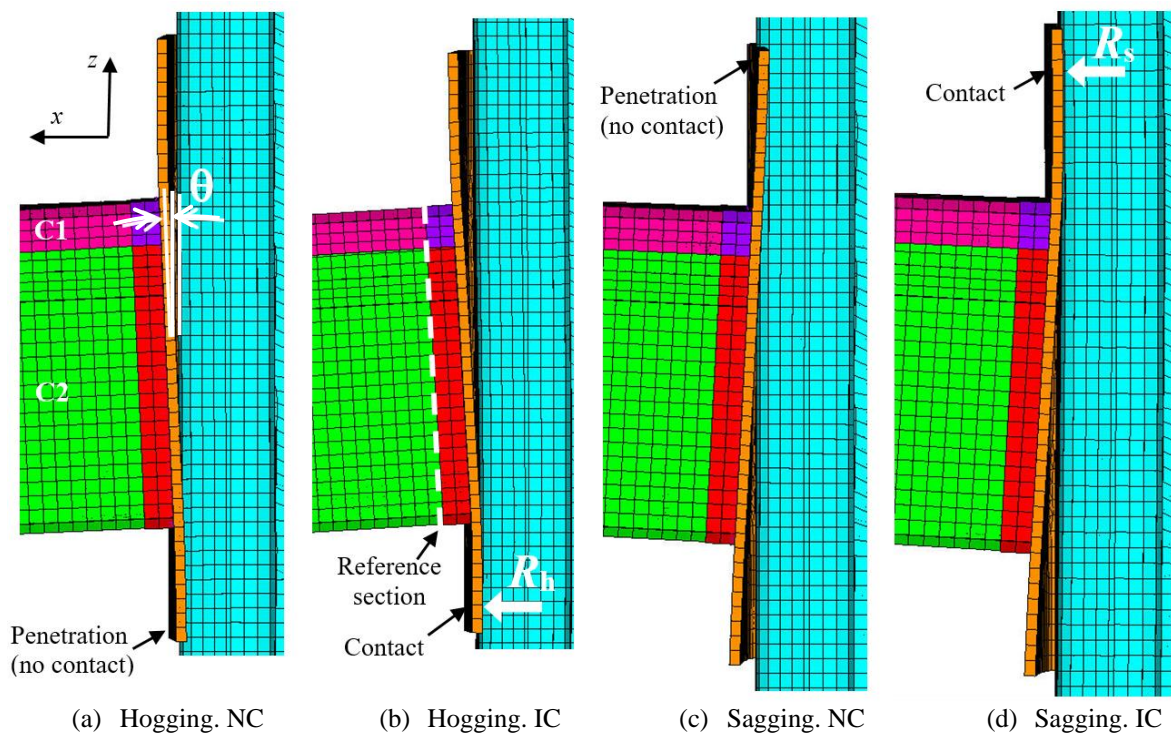 z
x
θ
C1
C2
Penetration
(no contact)
(a) Hogging. NC
Reference
section
Contact
Rh
(b) Hogging. IC
Penetration
(no contact)
(c) Sagging. NC
Contact
Rs
(d) Sagging. IC